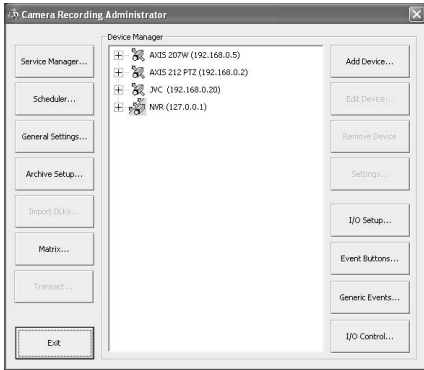 Camera Recording Administrator
Device Manager
Service Manager...
Scheduler...
General Settings...
Archive Setup...
Import DLKs...
Matrix...
Transact...
Exit
AXIS 207W (192.168.0.5)
AXIS 212 PTZ (192.168.0.2)
JVC (192.168.0.20)
NVR (127.0.0.1)
Add Device...
Edit Device...
Remove Device
Settings...
I/O Setup...
Event Buttons...
Generic Events...
I/O Control...